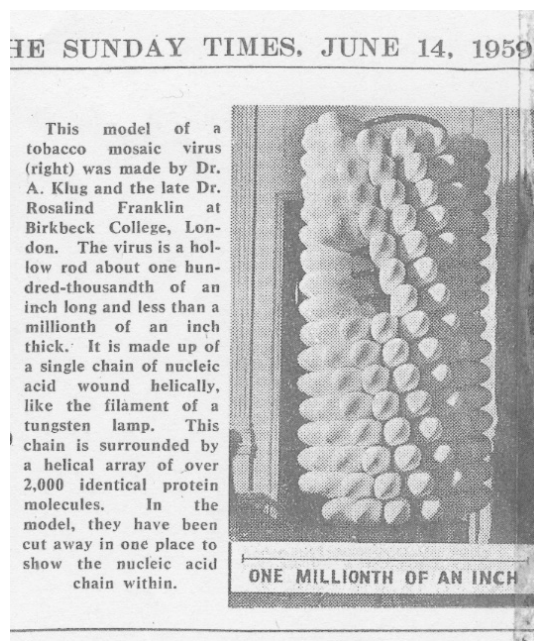 HE SUNDAY TIMES, JUNE 14, 1959
This model of a
tobacco mosaic virus
(right) was made by Dr.
A. Klug and the late Dr.
Rosalind Franklin at
Birkbeck College, Lon-
don. The virus is a hol-
low rod about one hun-
dred-thousandth of an
inch long and less than a
millionth of an inch
thick. It is made up of
a single chain of nucleic
acid wound helically,
like the filament of a
tungsten lamp. This
chain is surrounded by
a helical array of over
2,000 identical protein
molecules. In the
model, they have been
cut away in one place to
show the nucleic acid
chain within.
ONE MILLIONTH OF AN INCH